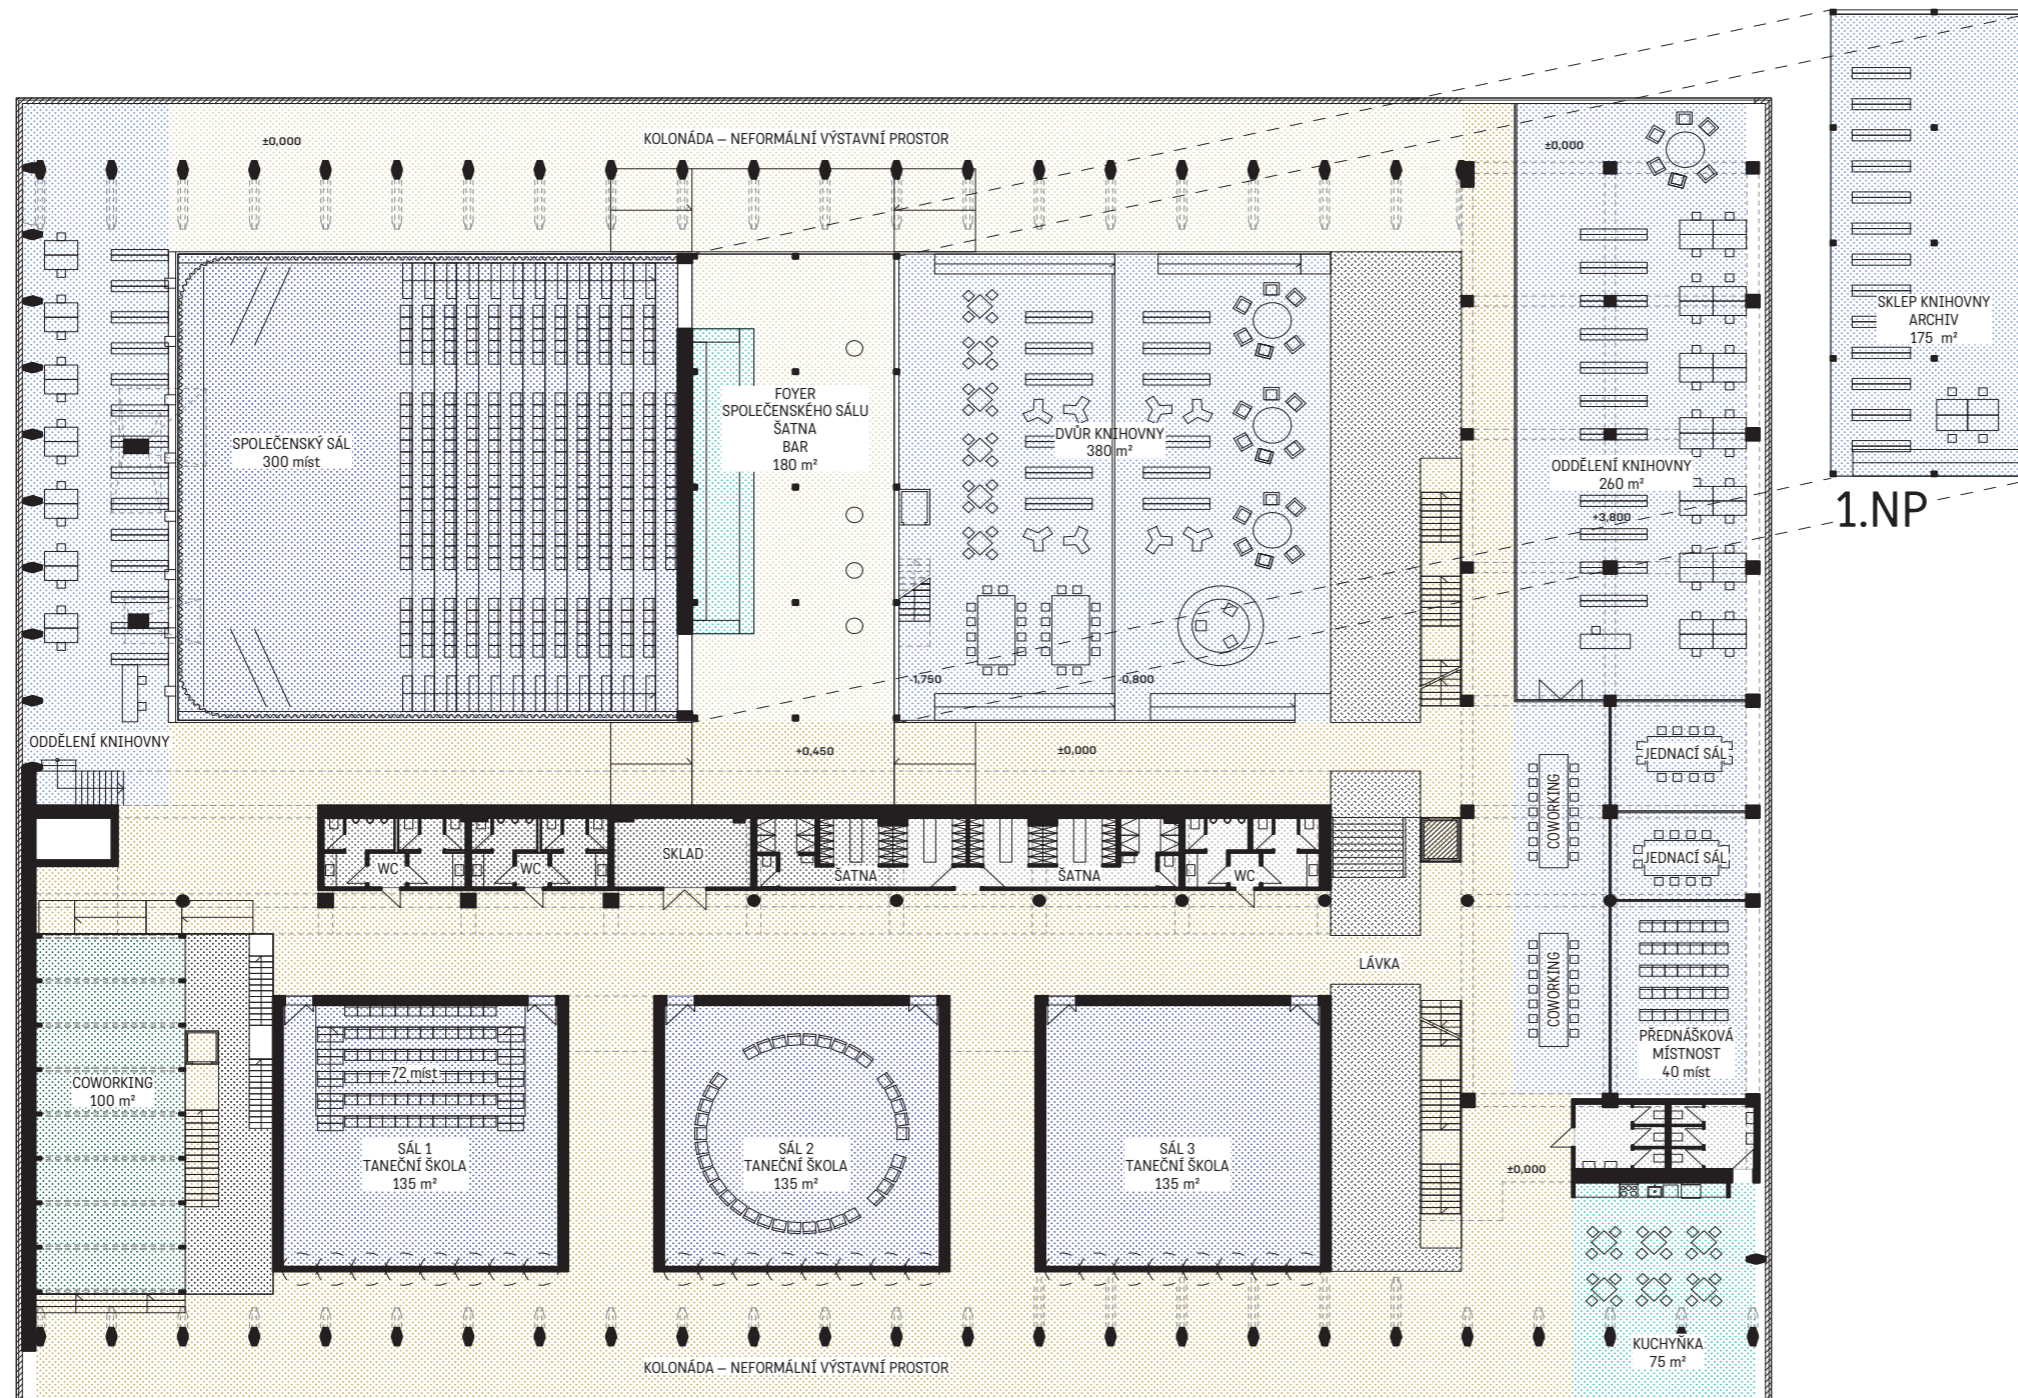 ±0,000
KOLONÁDA – NEFORMÁLNÍ VÝSTAVNÍ PROSTOR
±0,000
SKLEP KNIHOVNY
ARCHIV
175 m²
1.NP
SPOLEČENSKÝ SÁL
300 míst
FOYER
SPOLEČENSKÉHO SÁLU
ŠATNA
BAR
180 m²
DVŮR KNIHOVNY
380 m²
ODDĚLENÍ KNIHOVNY
260 m²
+3,800
-1,750
-0,800
ODDĚLENÍ KNIHOVNY
+0,450
±0,000
JEDNACÍ SÁL
COWORKING
JEDNACÍ SÁL
WC
WC
SKLAD
ŠATNA
ŠATNA
WC
LÁVKA
COWORKING
PŘEDNÁŠKOVÁ
MÍSTNOST
40 míst
COWORKING
100 m²
72 míst
SÁL 1
TANEČNÍ ŠKOLA
135 m²
SÁL 2
TANEČNÍ ŠKOLA
135 m²
SÁL 3
TANEČNÍ ŠKOLA
135 m²
±0,000
KUCHYŇKA
75 m²
KOLONÁDA – NEFORMÁLNÍ VÝSTAVNÍ PROSTOR